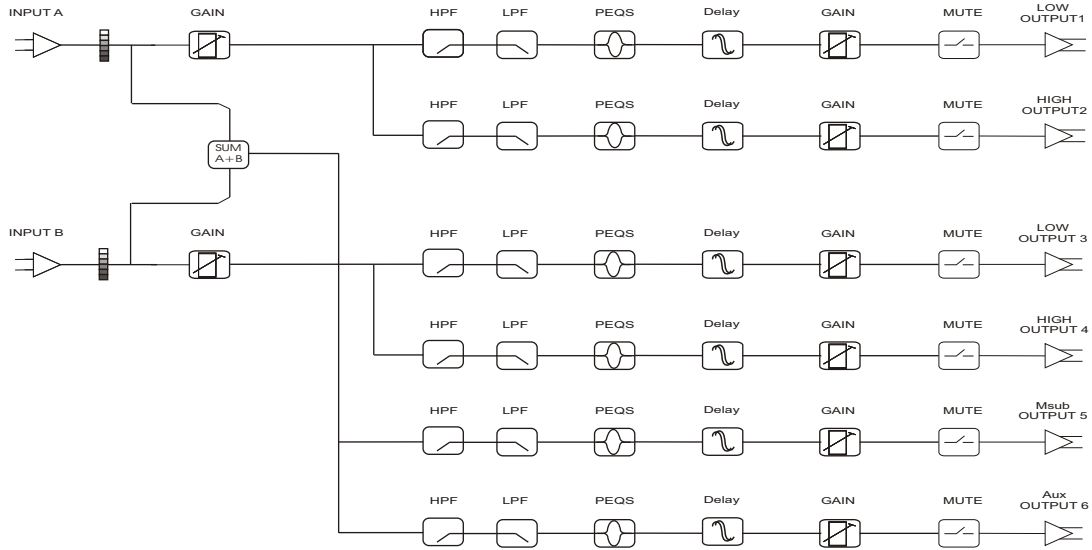 INPUT A
GAIN
HPF
LPF
PEQS
Delay
GAIN
MUTE
LOW
OUTPUT1
HPF
LPF
PEQS
Delay
GAIN
MUTE
HIGH
OUTPUT2
SUM
A+B
INPUT B
GAIN
HPF
LPF
PEQS
Delay
GAIN
MUTE
LOW
OUTPUT 3
HPF
LPF
PEQS
Delay
GAIN
MUTE
HIGH
OUTPUT 4
HPF
LPF
PEQS
Delay
GAIN
MUTE
Msub
OUTPUT 5
HPF
LPF
PEQS
Delay
GAIN
MUTE
Aux
OUTPUT 6